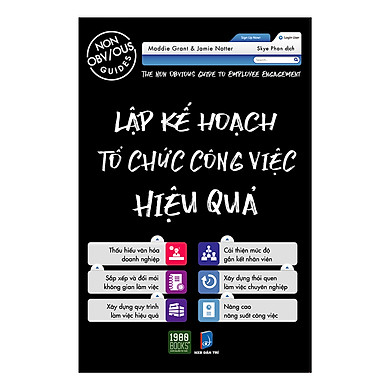 NON
OBVIOUS
GUIDES
Sign Up Now!
Login Use
Maddie Grant & Jamie Notter
Skye Phan dịch
The Non Obvious Guide to Employee Engagement
LẬP KẾ HOẠCH
TỔ CHỨC CÔNG VIỆC
HIỆU QUẢ
Thấu hiểu văn hóa
doanh nghiệp
Cải thiện mức độ
gắn kết nhân viên
Sắp xếp và đổi mới
không gian làm việc
Xây dựng thói quen
làm việc chuyên nghiệp
Xây dựng quy trình
làm việc hiệu quả
Nâng cao
năng suất công việc
1980
BOOKS
NXB DÂN TRÍ